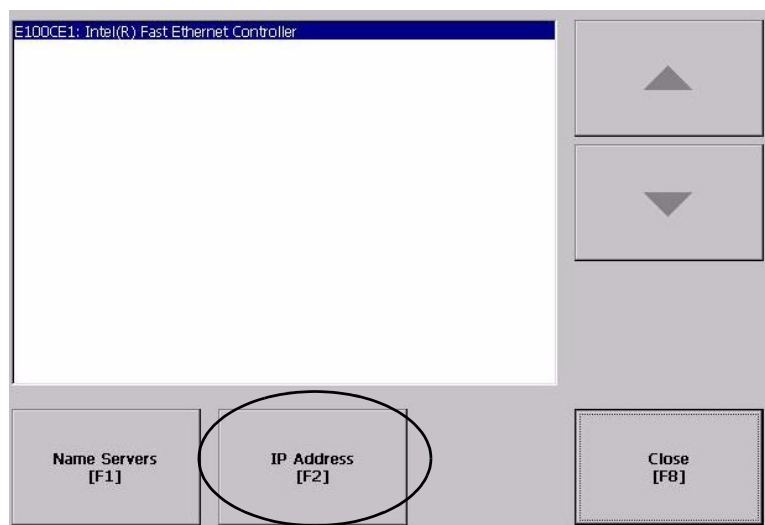 E100CE1: Intel(R) Fast Ethernet Controller
Name Servers
[F1]
IP Address
[F2]
Close
[F8]